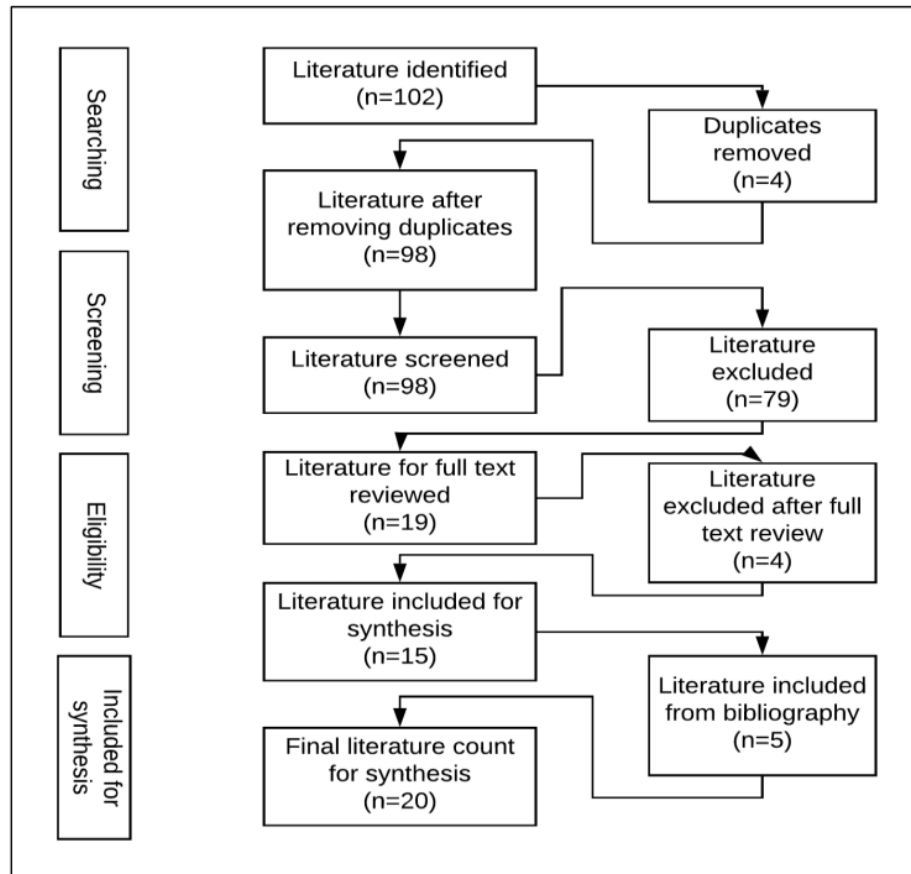 Searching
Literature identified
(n=102)
Duplicates
removed
(n=4)
Literature after
removing duplicates
(n=98)
Screening
Literature screened
(n=98)
Literature
excluded
(n=79)
Eligibility
Literature for full text
reviewed
(n=19)
Literature
excluded after full
text review
(n=4)
Literature included for
synthesis
(n=15)
Included for
synthesis
Literature included
from bibliography
(n=5)
Final literature count
for synthesis
(n=20)